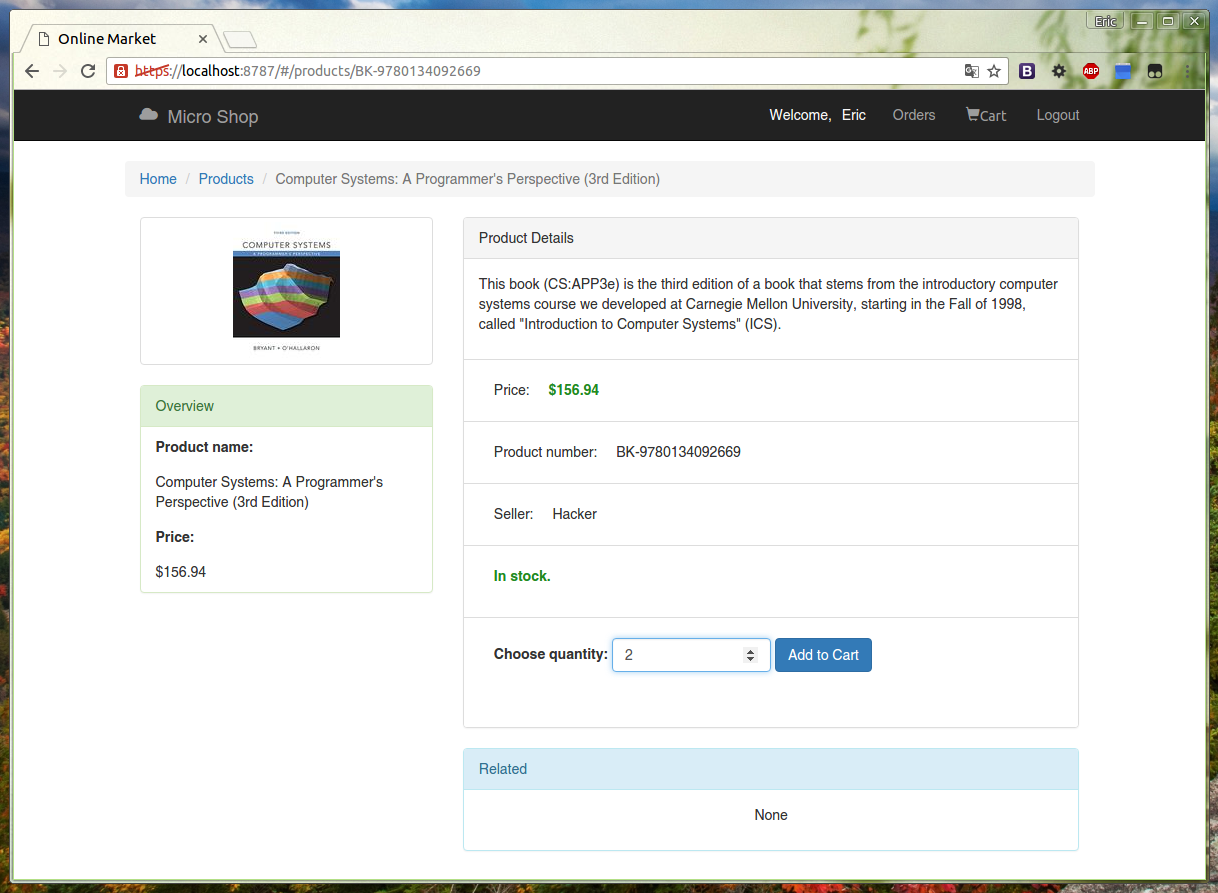 Eric
Online Market
https://localhost:8787/#/products/BK-9780134092669
B
ABP
Micro Shop
Welcome, Eric
Orders
Cart
Logout
Home / Products / Computer Systems: A Programmer's Perspective (3rd Edition)
THIRD EDITION
COMPUTER SYSTEMS
A PROGRAMMER'S PERSPECTIVE
BRYANT • O'HALLARON
Overview
Product name:
Computer Systems: A Programmer's
Perspective (3rd Edition)
Price:
$156.94
Product Details
This book (CS:APP3e) is the third edition of a book that stems from the introductory computer
systems course we developed at Carnegie Mellon University, starting in the Fall of 1998,
called "Introduction to Computer Systems" (ICS).
Price: $156.94
Product number: BK-9780134092669
Seller: Hacker
In stock.
Choose quantity: 2 Add to Cart
Related
None